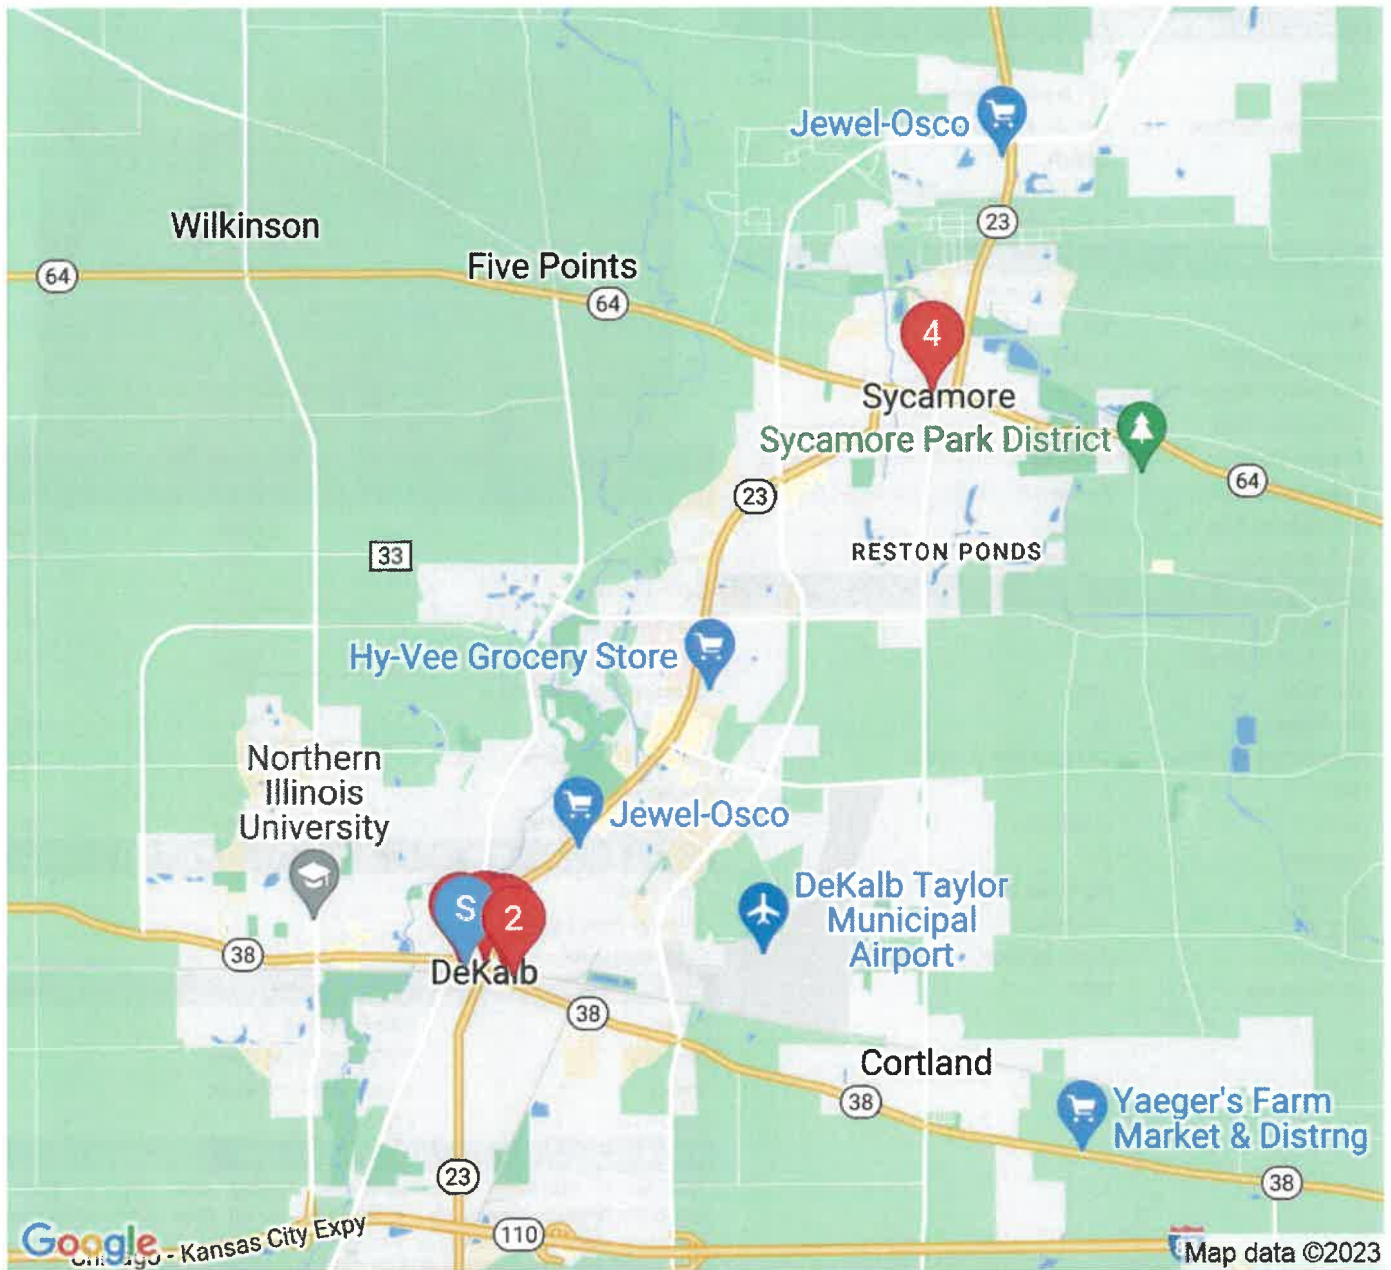 Jewel-Osco
23
Wilkinson
64
Five Points
64
4
Sycamore
Sycamore Park District
64
23
33
RESTON PONDS
Hy-Vee Grocery Store
Northern
Illinois
University
Jewel-Osco
DeKalb Taylor
Municipal
Airport
S
2
38
DeKalb
38
Cortland
38
Yaeger's Farm
Market & Distrng
23
38
110
Google
- Kansas City Expy
Map data ©2023